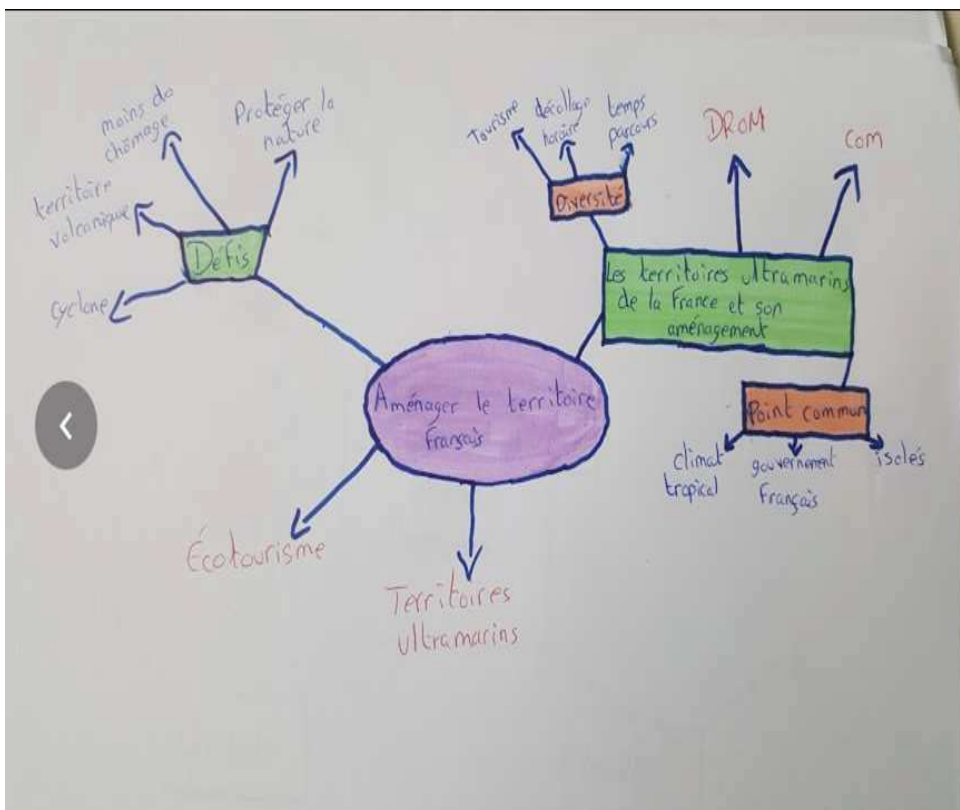 moins de
chômage
Protéger la
nature
territoire
volcanique
cyclone
Défis
Tourisme
décallage
horaire
temps
parcours
Diversité
DROM
COM
Les territoires ultramarins
de la France et son
aménagement
Point commun
climat
tropical
gouvernement
Français
isolés
Aménager le territoire
Français
Écotourisme
Territoires
ultramarins